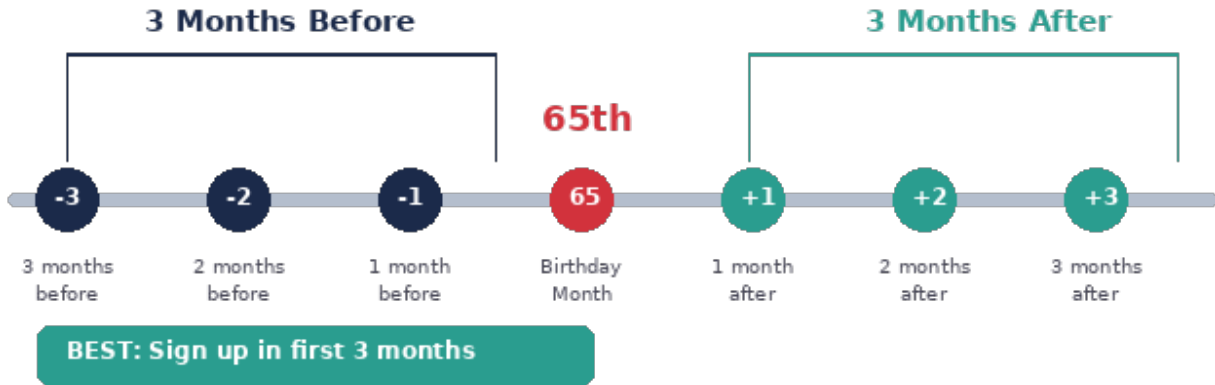 3 Months Before
3 Months After
65th
-3
-2
-1
65
+1
+2
+3
3 months
before
2 months
before
1 month
before
Birthday
Month
1 month
after
2 months
after
3 months
after
BEST: Sign up in first 3 months